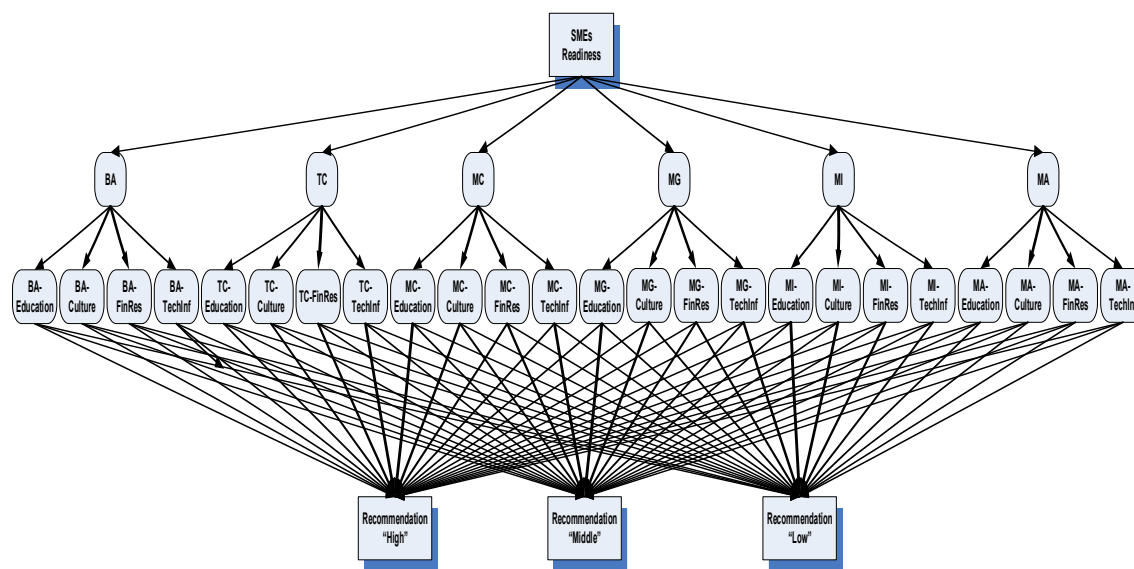 SMEs
Readiness
BA
TC
MC
MG
MI
MA
BA-
Education
BA-
Culture
BA-
FinRes
BA-
TechInf
TC-
Education
TC-
Culture
TC-FinRes
TC-
TechInf
MC-
Education
MC-
Culture
MC-
FinRes
MC-
TechInf
MG-
Education
MG-
Culture
MG-
FinRes
MG-
TechInf
MI-
Education
MI-
Culture
MI-
FinRes
MI-
TechInf
MA-
Education
MA-
Culture
MA-
FinRes
MA-
TechInf
Recommendation
“High”
Recommendation
“Middle”
Recommendation
“Low”